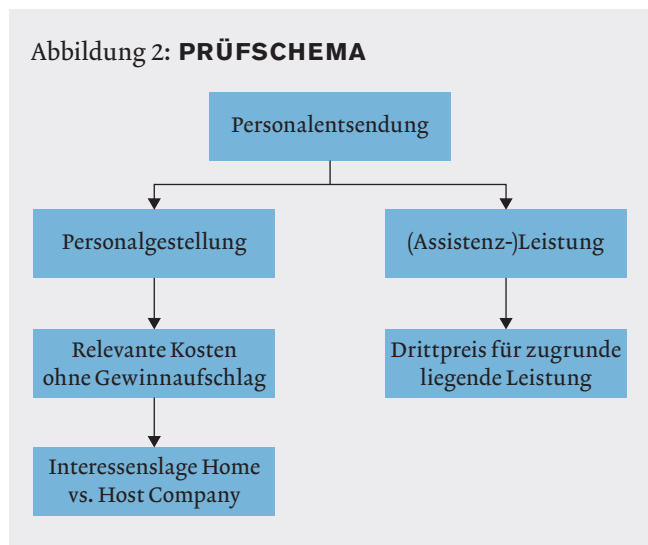 Abbildung 2: PRÜFSCHEMA
Personalentsendung
Personalgestellung
(Assistenz-)Leistung
Relevante Kosten
ohne Gewinnaufschlag
Drittpreis für zugrunde
liegende Leistung
Interessenslage Home
vs. Host Company